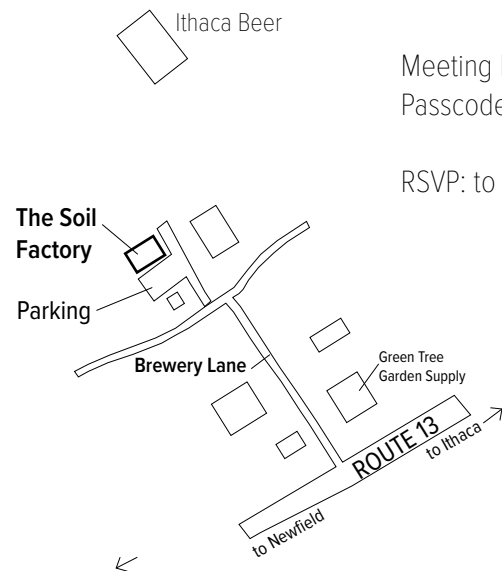 Ithaca Beer
Meeting
Passcode
RSVP: to
The Soil
Factory
Parking
Brewery Lane
Green Tree
Garden Supply
ROUTE 13
to Ithaca
to Newfield